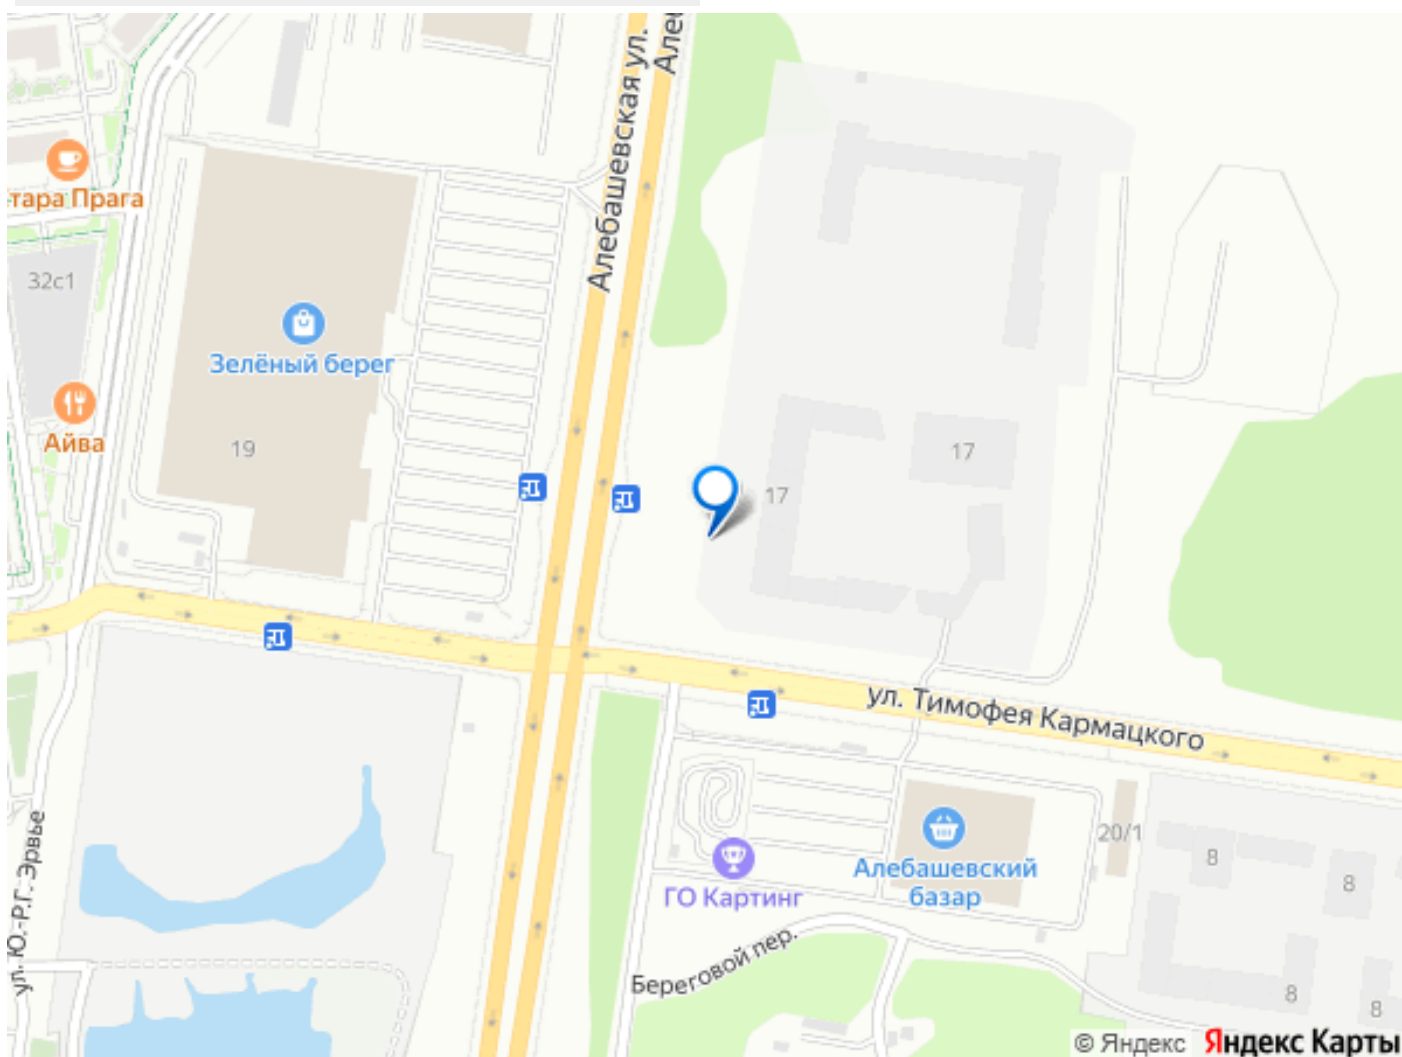 Алебашевская ул.
Але
тара Прага
32с1
Зелёный берег
Айва
19
17
17
ул. Тимофея Кармацкого
20/1
8
8
Алебашевский
базар
ГО Картинг
ул. Ю.-Р.Г. Эрвье
Береговой пер.
8
8
© Яндекс Яндекс Карты